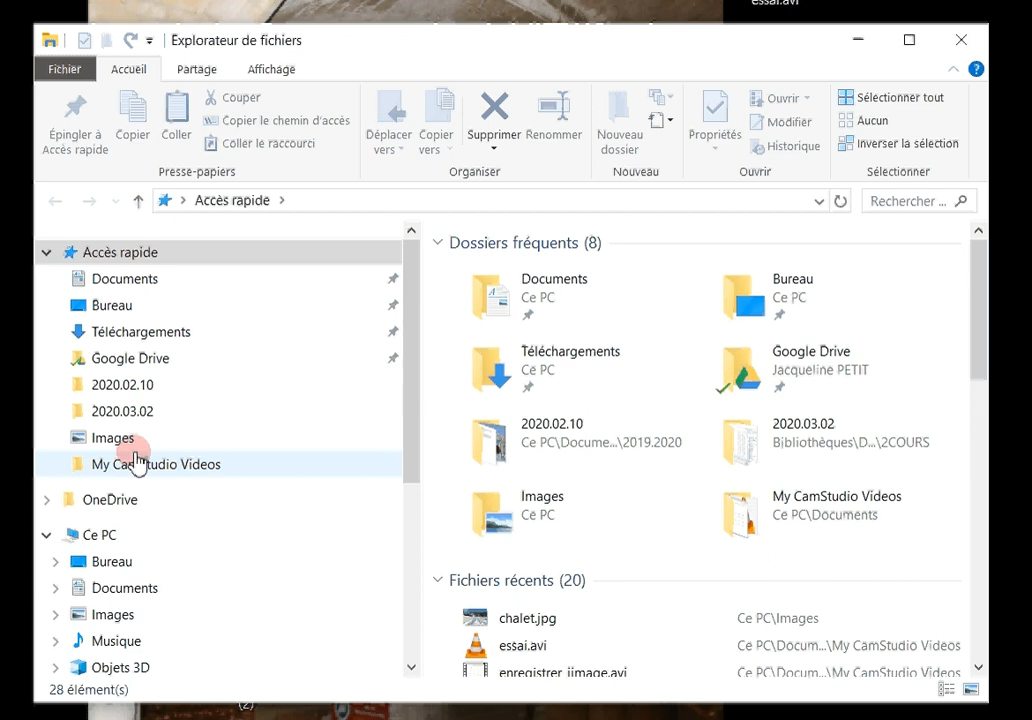 essai.avi
Explorateur de fichiers
Fichier Accueil Partage Affichage
Épingler à Accès rapide
Copier
Coller
Couper
Copier le chemin d'accès
Coller le raccourci
Presse-papiers
Déplacer vers
Copier vers
Supprimer
Renommer
Organiser
Nouveau dossier
Nouveau
Propriétés
Ouvrir
Modifier
Historique
Ouvrir
Sélectionner tout
Aucun
Inverser la sélection
Sélectionner
Accès rapide
Rechercher ...
Accès rapide
Documents
Bureau
Téléchargements
Google Drive
2020.02.10
2020.03.02
Images
My CamStudio Videos
OneDrive
Ce PC
Bureau
Documents
Images
Musique
Objets 3D
Dossiers fréquents (8)
Documents
Ce PC
Bureau
Ce PC
Téléchargements
Ce PC
Google Drive
Jacqueline PETIT
2020.02.10
Ce PC\Docume...\2019.2020
2020.03.02
Bibliothèques\D...\2COURS
Images
Ce PC
My CamStudio Videos
Ce PC\Documents
Fichiers récents (20)
chalet.jpg Ce PC\Images
essai.avi Ce PC\Docum...\My CamStudio Videos
enregistrer iimage.avi Ce PC\Docum...\My CamStudio Videos
28 élément(s)
(2)